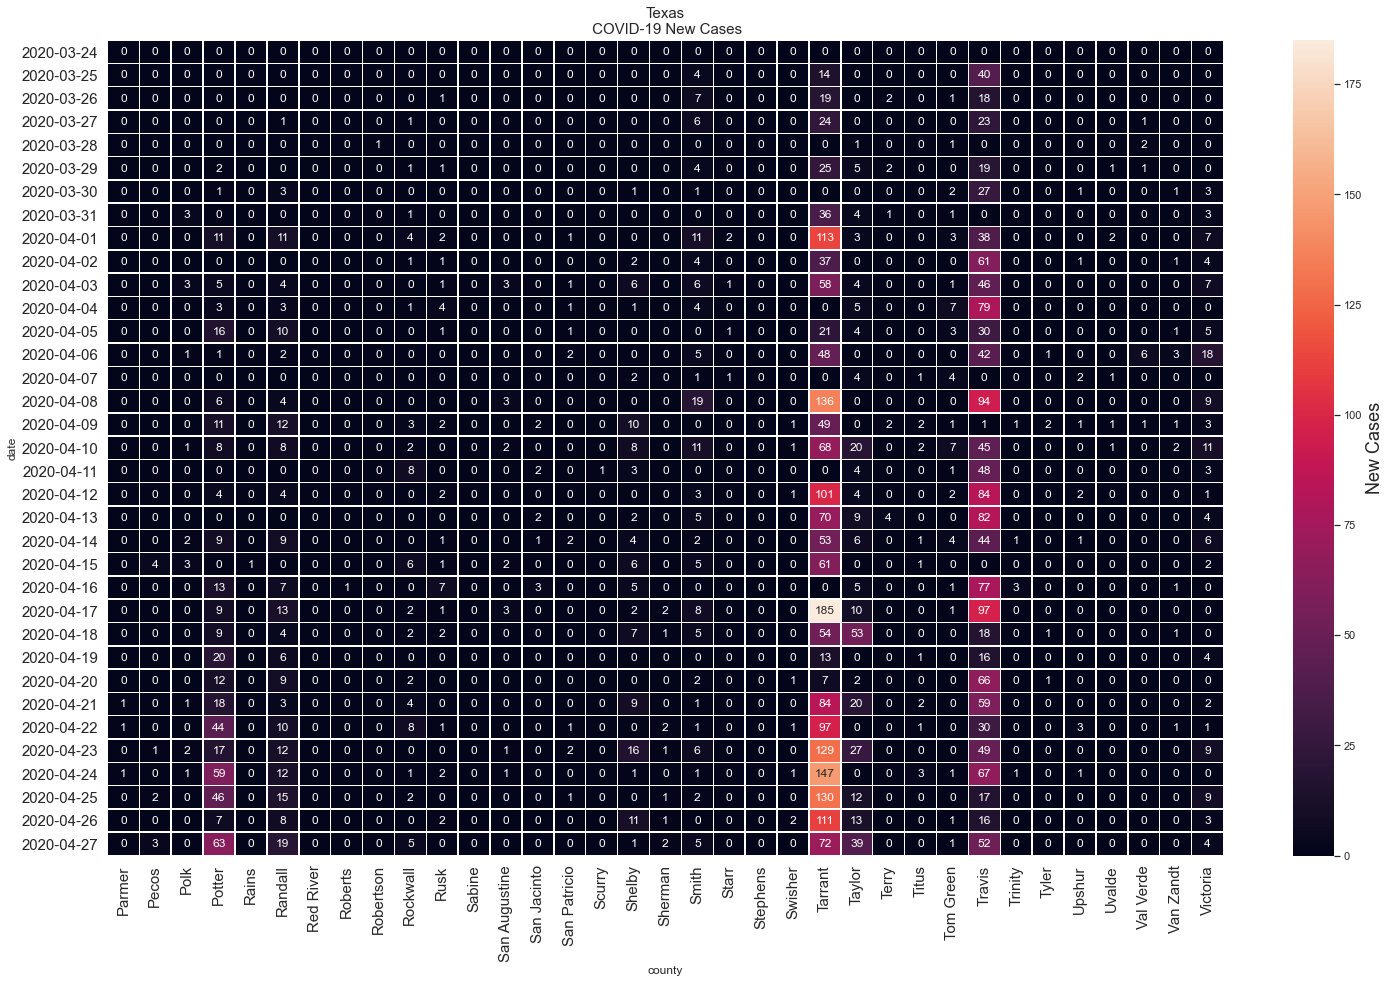 Texas
COVID-19 New Cases
2020-03-24 0 0 0 0 0 0 0 0 0 0 0 0 0 0 0 0 0 0 0 0 0 0 0 0 0 0 0 0 0 0 0 0 0 0 0
2020-03-25 0 0 0 0 0 0 0 0 0 0 0 0 0 0 0 0 0 0 4 0 0 0 14 0 0 0 0 40 0 0 0 0 0 0 0
2020-03-26 0 0 0 0 0 0 0 0 0 0 1 0 0 0 0 0 0 0 7 0 0 0 19 0 2 0 1 18 0 0 0 0 0 0 0
2020-03-27 0 0 0 0 0 1 0 0 0 1 0 0 0 0 0 0 0 0 6 0 0 0 24 0 0 0 0 23 0 0 0 0 1 0 0
2020-03-28 0 0 0 0 0 0 0 0 1 0 0 0 0 0 0 0 0 0 0 0 0 0 0 1 0 0 1 0 0 0 0 0 2 0 0
2020-03-29 0 0 0 2 0 0 0 0 0 1 1 0 0 0 0 0 0 0 4 0 0 0 25 5 2 0 0 19 0 0 0 1 1 0 0
2020-03-30 0 0 0 1 0 3 0 0 0 0 0 0 0 0 0 0 1 0 1 0 0 0 0 0 0 0 2 27 0 0 1 0 0 1 3
2020-03-31 0 0 3 0 0 0 0 0 0 1 0 0 0 0 0 0 0 0 0 0 0 0 36 4 1 0 1 0 0 0 0 0 0 0 3
2020-04-01 0 0 0 11 0 11 0 0 0 4 2 0 0 0 1 0 0 0 11 2 0 0 113 3 0 0 3 38 0 0 0 2 0 0 7
2020-04-02 0 0 0 0 0 0 0 0 0 1 1 0 0 0 0 0 2 0 4 0 0 0 37 0 0 0 0 61 0 0 1 0 0 1 4
2020-04-03 0 0 3 5 0 4 0 0 0 0 1 0 3 0 1 0 6 0 6 1 0 0 58 4 0 0 1 46 0 0 0 0 0 0 7
2020-04-04 0 0 0 3 0 3 0 0 0 1 4 0 0 0 1 0 1 0 4 0 0 0 0 5 0 0 7 79 0 0 0 0 0 0 0
2020-04-05 0 0 0 16 0 10 0 0 0 0 1 0 0 0 1 0 0 0 0 1 0 0 21 4 0 0 3 30 0 0 0 0 0 1 5
2020-04-06 0 0 1 1 0 2 0 0 0 0 0 0 0 0 2 0 0 0 5 0 0 0 48 0 0 0 0 42 0 1 0 0 6 3 18
2020-04-07 0 0 0 0 0 0 0 0 0 0 0 0 0 0 0 0 2 0 1 1 0 0 0 4 0 1 4 0 0 0 2 1 0 0 0
2020-04-08 0 0 0 6 0 4 0 0 0 0 0 0 3 0 0 0 0 0 19 0 0 0 136 0 0 0 0 94 0 0 0 0 0 0 9
2020-04-09 0 0 0 11 0 12 0 0 0 3 2 0 0 2 0 0 10 0 0 0 0 1 49 0 2 2 1 1 1 2 1 1 1 1 3
2020-04-10 0 0 1 8 0 8 0 0 0 2 0 0 2 0 0 0 8 0 11 0 0 1 68 20 0 2 7 45 0 0 0 1 0 2 11
2020-04-11 0 0 0 0 0 0 0 0 0 8 0 0 0 2 0 1 3 0 0 0 0 0 0 4 0 0 1 48 0 0 0 0 0 0 3
2020-04-12 0 0 0 4 0 4 0 0 0 0 2 0 0 0 0 0 0 0 3 0 0 1 101 4 0 0 2 84 0 0 2 0 0 0 1
2020-04-13 0 0 0 0 0 0 0 0 0 0 0 0 0 2 0 0 2 0 5 0 0 0 70 9 4 0 0 82 0 0 0 0 0 0 4
2020-04-14 0 0 2 9 0 9 0 0 0 0 1 0 0 1 2 0 4 0 2 0 0 0 53 6 0 1 4 44 1 0 1 0 0 0 6
2020-04-15 0 4 3 0 1 0 0 0 0 6 1 0 2 0 0 0 6 0 5 0 0 0 61 0 0 1 0 0 0 0 0 0 0 0 2
2020-04-16 0 0 0 13 0 7 0 1 0 0 7 0 0 3 0 0 5 0 0 0 0 0 0 5 0 0 1 77 3 0 0 0 0 1 0
2020-04-17 0 0 0 9 0 13 0 0 0 2 1 0 3 0 0 0 2 2 8 0 0 0 185 10 0 0 1 97 0 0 0 0 0 0 0
2020-04-18 0 0 0 9 0 4 0 0 0 2 2 0 0 0 0 0 7 1 5 0 0 0 54 53 0 0 0 18 0 1 0 0 0 1 0
2020-04-19 0 0 0 20 0 6 0 0 0 0 0 0 0 0 0 0 0 0 0 0 0 0 13 0 0 1 0 16 0 0 0 0 0 0 4
2020-04-20 0 0 0 12 0 9 0 0 0 2 0 0 0 0 0 0 0 0 2 0 0 1 7 2 0 0 0 66 0 1 0 0 0 0 0
2020-04-21 1 0 1 18 0 3 0 0 0 4 0 0 0 0 0 0 9 0 1 0 0 0 84 20 0 2 0 59 0 0 0 0 0 0 2
2020-04-22 1 0 0 44 0 10 0 0 0 8 1 0 0 0 1 0 0 2 1 0 0 1 97 0 0 1 0 30 0 0 3 0 0 1 1
2020-04-23 0 1 2 17 0 12 0 0 0 0 0 0 1 0 2 0 16 1 6 0 0 0 129 27 0 0 0 49 0 0 0 0 0 0 9
2020-04-24 1 0 1 59 0 12 0 0 0 1 2 0 1 0 0 0 1 0 1 0 0 1 147 0 0 3 1 67 1 0 1 0 0 0 0
2020-04-25 0 2 0 46 0 15 0 0 0 2 0 0 0 0 1 0 0 1 2 0 0 0 130 12 0 0 0 17 0 0 0 0 0 0 9
2020-04-26 0 0 0 7 0 8 0 0 0 0 2 0 0 0 0 0 11 1 0 0 0 2 111 13 0 0 1 16 0 0 0 0 0 0 3
2020-04-27 0 3 0 63 0 19 0 0 0 5 0 0 0 0 0 0 1 2 5 0 0 0 72 39 0 0 1 52 0 0 0 0 0 0 4
date
Parmer Pecos Polk Potter Rains Randall Red River Roberts Robertson Rockwall Rusk Sabine San Augustine San Jacinto San Patricio Scurry Shelby Sherman Smith Starr Stephens Swisher Tarrant Taylor Terry Titus Tom Green Travis Trinity Tyler Upshur Uvalde Val Verde Van Zandt Victoria
county
175
150
125
100
75
50
25
0
New Cases